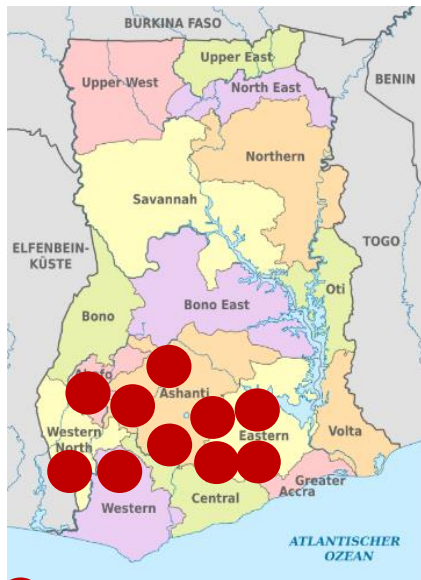 BURKINA FASO
Upper East
Upper West
BENIN
North East
Northern
Savannah
ELFENBEIN-
KÜSTE
TOGO
Oti
Bono East
Bono
Ashanti
Western
North
Eastern
Volta
Central
Greater
Accra
Western
ATLANTISCHER
OZEAN